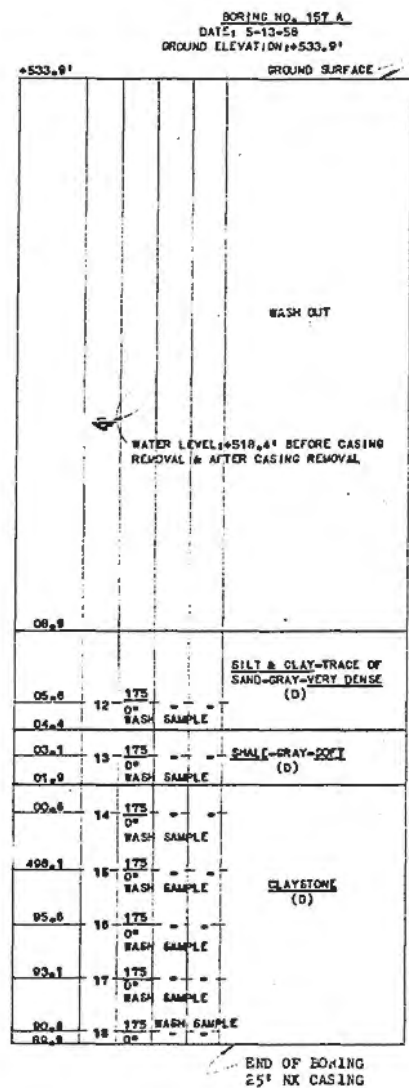 BORING NO. 157 A
DATE: 5-13-58
GROUND ELEVATION:+533.9'
+533.9'
GROUND SURFACE
WASH OUT
WATER LEVEL:+518.4' BEFORE CASING
REMOVAL & AFTER CASING REMOVAL
08.9
SILT & CLAY-TRACE OF
SAND-GRAY-VERY DENSE
(D)
05.6
12
175
0"
WASH SAMPLE
04.4
03.1
13
175
0"
WASH SAMPLE
SHALE-GRAY-SOFT
(D)
01.9
00.6
14
175
0"
WASH SAMPLE
498.1
15
175
0"
WASH SAMPLE
CLAYSTONE
(D)
95.6
16
175
0"
WASH SAMPLE
93.1
17
175
0"
WASH SAMPLE
90.8
18
175
WASH SAMPLE
0"
END OF BORING
25' NX CASING